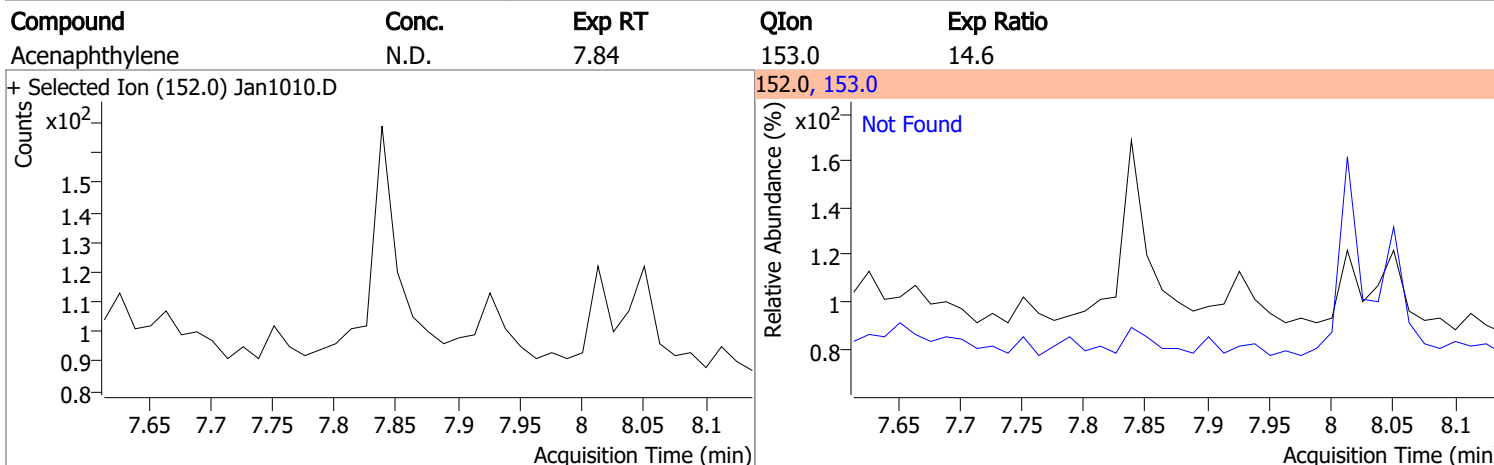 Compound Conc. Exp RT QIon Exp Ratio
Acenaphthylene N.D. 7.84 153.0 14.6
+ Selected Ion (152.0) Jan1010.D
Counts
x10²
1.5
1.4
1.3
1.2
1.1
1
0.9
0.8
7.65 7.7 7.75 7.8 7.85 7.9 7.95 8 8.05 8.1
Acquisition Time (min)
152.0, 153.0
Relative Abundance (%)
x10²
Not Found
1.6
1.4
1.2
1
0.8
7.65 7.7 7.75 7.8 7.85 7.9 7.95 8 8.05 8.1
Acquisition Time (min